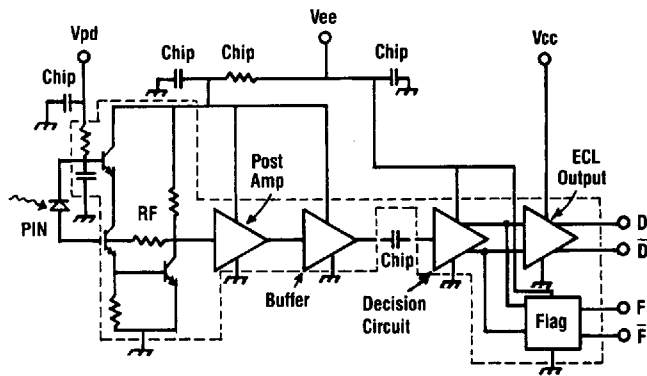 Vpd
Vee
Vcc
Chip
Chip
Chip
Chip
Post
Amp
ECL
Output
PIN
RF
D
D̅
Chip
Buffer
Decision
Circuit
Flag
F
F̅